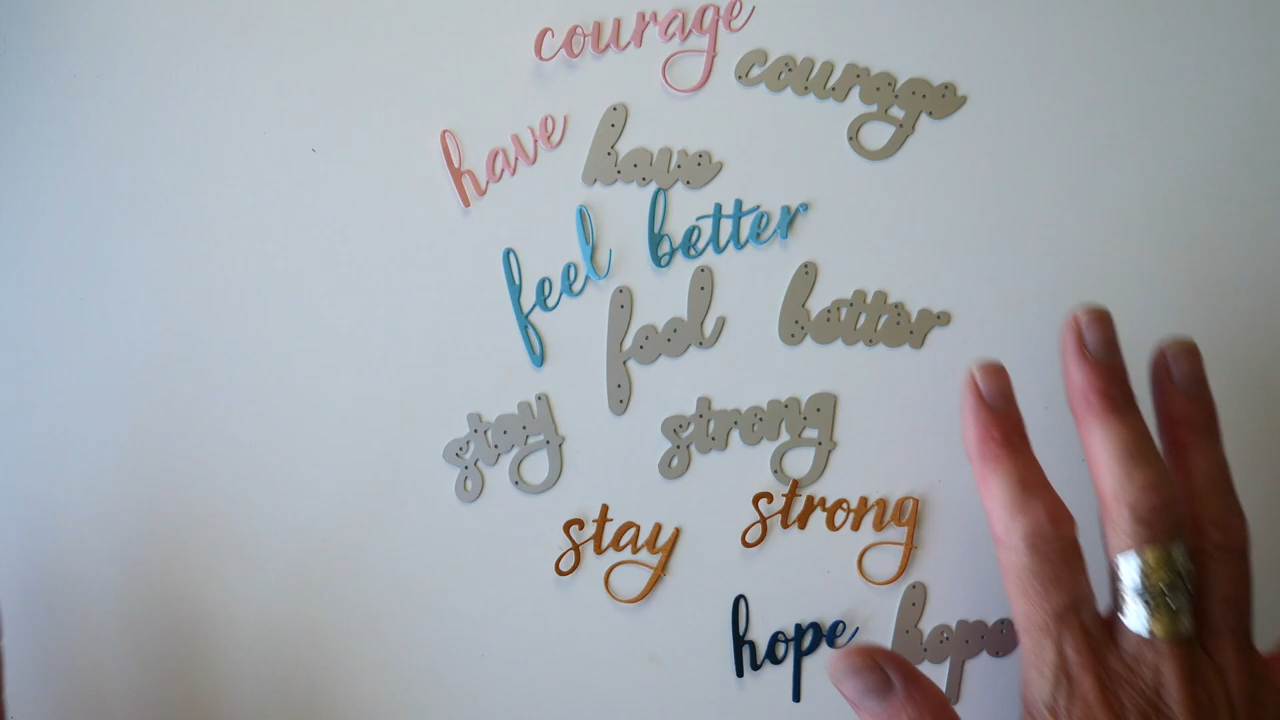 courage
courage
have
have
feel better
feel better
stay strong
stay strong
hope hope